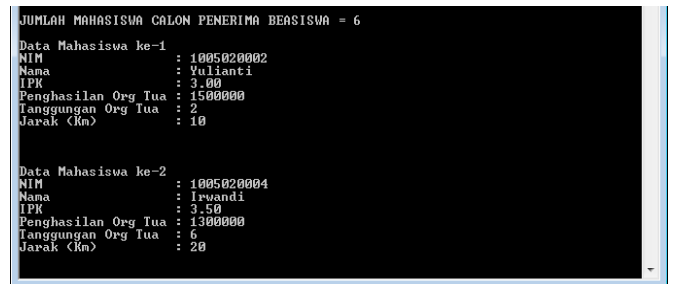 JUMLAH MAHASISWA CALON PENERIMA BEASISWA = 6
Data Mahasiswa ke-1
NIM : 1005020002
Nama : Yulianti
IPK : 3.00
Penghasilan Org Tua : 1500000
Tanggungan Org Tua : 2
Jarak (Km) : 10
Data Mahasiswa ke-2
NIM : 1005020004
Nama : Irwandi
IPK : 3.50
Penghasilan Org Tua : 1300000
Tanggungan Org Tua : 6
Jarak (Km) : 20